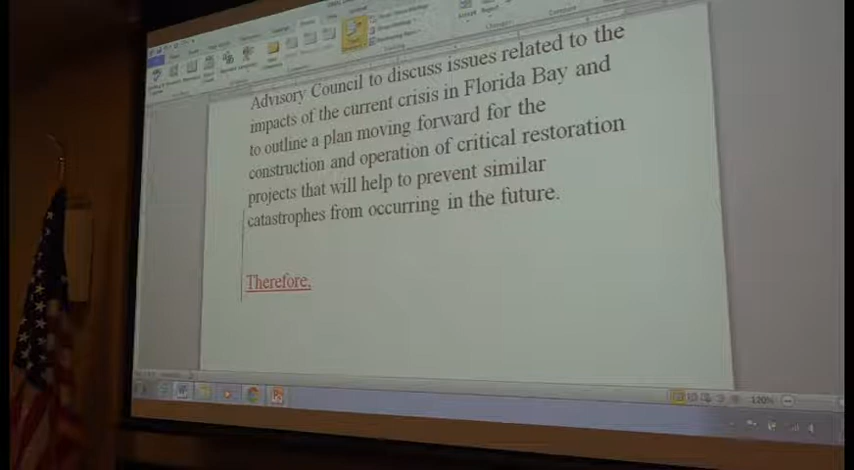 Advisory Council to discuss issues related to the
impacts of the current crisis in Florida Bay and
to outline a plan moving forward for the
construction and operation of critical restoration
projects that will help to prevent similar
catastrophes from occurring in the future.
Therefore,
120%